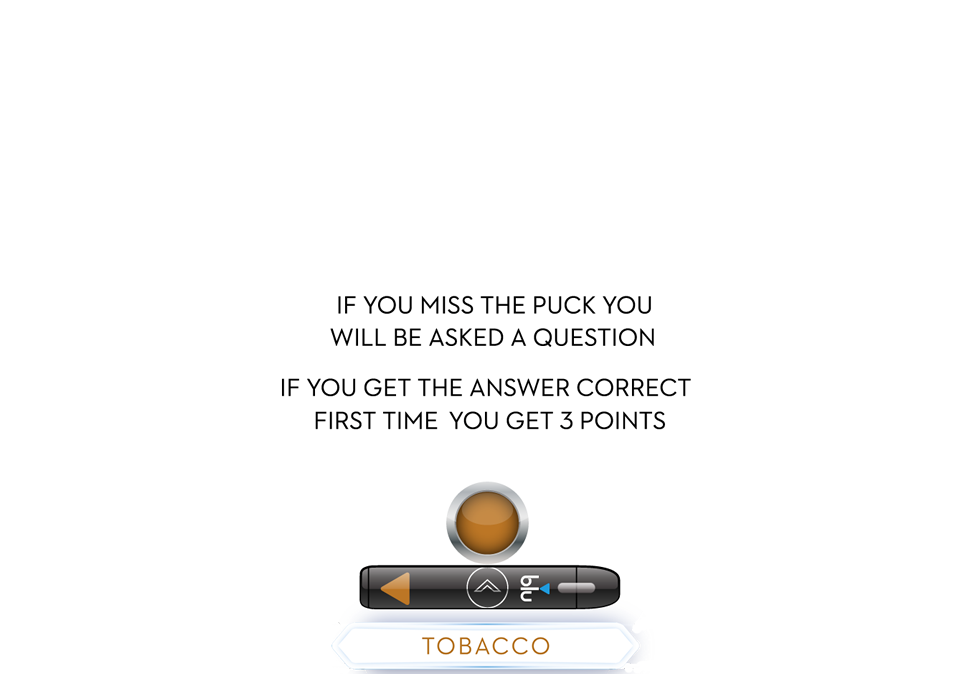 IF YOU MISS THE PUCK YOU
WILL BE ASKED A QUESTION
IF YOU GET THE ANSWER CORRECT
FIRST TIME YOU GET 3 POINTS
blu
TOBACCO